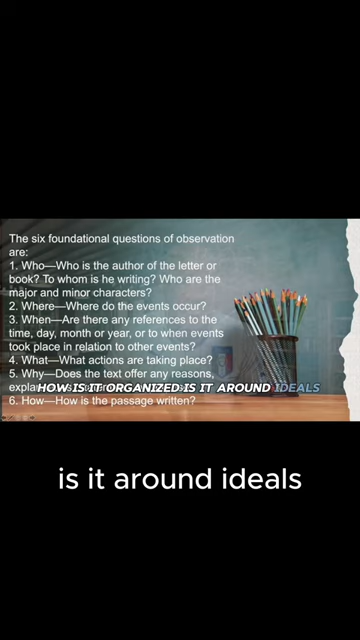 The six foundational questions of observation
are:
1. Who—Who is the author of the letter or
book? To whom is he writing? Who are the
major and minor characters?
2. Where—Where do the events occur?
3. When—Are there any references to the
time, day, month or year, or to when events
took place in relation to other events?
4. What—What actions are taking place?
5. Why—Does the text offer any reasons,
HOW IS IT ORGANIZED IS IT AROUND IDEALS
6. How—How is the passage written?
is it around ideals